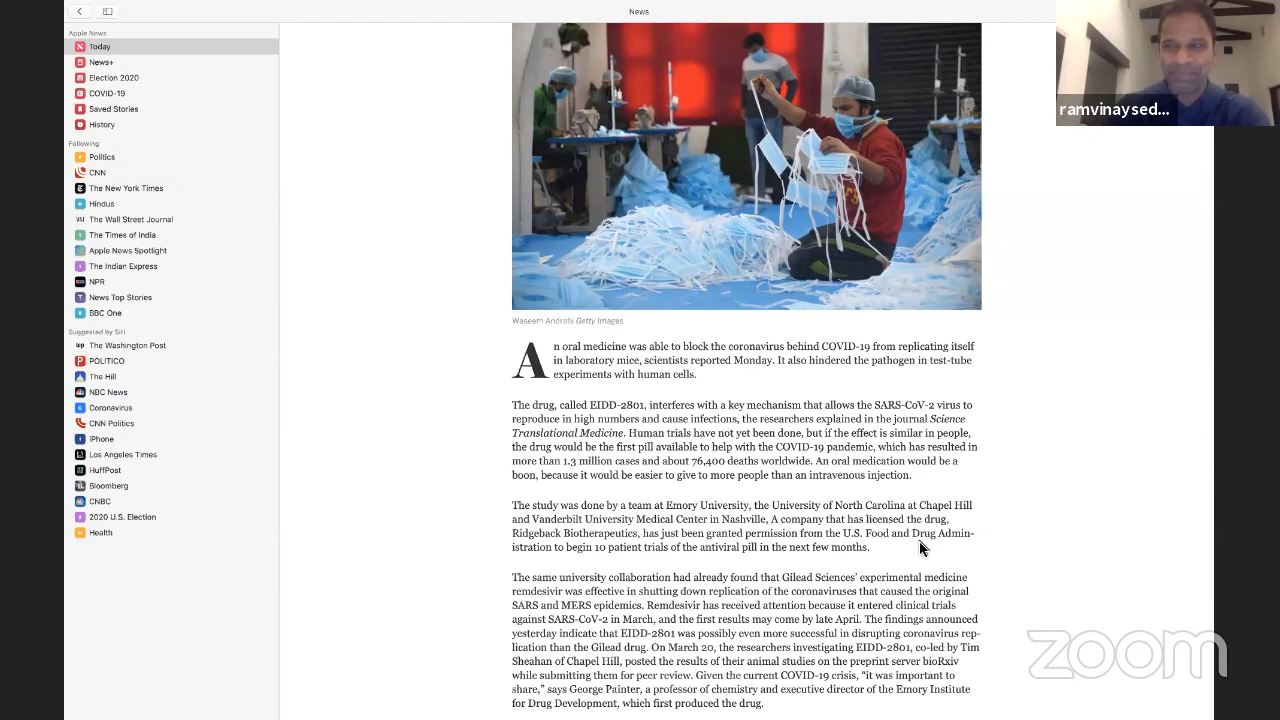 News
Apple News
Today
News+
Election 2020
COVID-19
Saved Stories
History
Following
Politics
CNN
The New York Times
Hindus
WSJ The Wall Street Journal
The Times of India
Apple News Spotlight
The Indian Express
NPR
News Top Stories
BBC One
Suggested by Siri
wp The Washington Post
POLITICO
The Hill
NBC News
Coronavirus
CNN Politics
iPhone
Los Angeles Times
HuffPost
Bloomberg
CNBC
2020 U.S. Election
Health
ramvinaysed...
Waseem Andrabi Getty Images
An oral medicine was able to block the coronavirus behind COVID-19 from replicating itself
in laboratory mice, scientists reported Monday. It also hindered the pathogen in test-tube
experiments with human cells.
The drug, called EIDD-2801, interferes with a key mechanism that allows the SARS-CoV-2 virus to
reproduce in high numbers and cause infections, the researchers explained in the journal Science
Translational Medicine. Human trials have not yet been done, but if the effect is similar in people,
the drug would be the first pill available to help with the COVID-19 pandemic, which has resulted in
more than 1.3 million cases and about 76,400 deaths worldwide. An oral medication would be a
boon, because it would be easier to give to more people than an intravenous injection.
The study was done by a team at Emory University, the University of North Carolina at Chapel Hill
and Vanderbilt University Medical Center in Nashville, A company that has licensed the drug,
Ridgeback Biotherapeutics, has just been granted permission from the U.S. Food and Drug Admin-
istration to begin 10 patient trials of the antiviral pill in the next few months.
The same university collaboration had already found that Gilead Sciences' experimental medicine
remdesivir was effective in shutting down replication of the coronaviruses that caused the original
SARS and MERS epidemics. Remdesivir has received attention because it entered clinical trials
against SARS-CoV-2 in March, and the first results may come by late April. The findings announced
yesterday indicate that EIDD-2801 was possibly even more successful in disrupting coronavirus rep-
lication than the Gilead drug. On March 20, the researchers investigating EIDD-2801, co-led by Tim
Sheahan of Chapel Hill, posted the results of their animal studies on the preprint server bioRxiv
while submitting them for peer review. Given the current COVID-19 crisis, "it was important to
share," says George Painter, a professor of chemistry and executive director of the Emory Institute
for Drug Development, which first produced the drug.
zoom